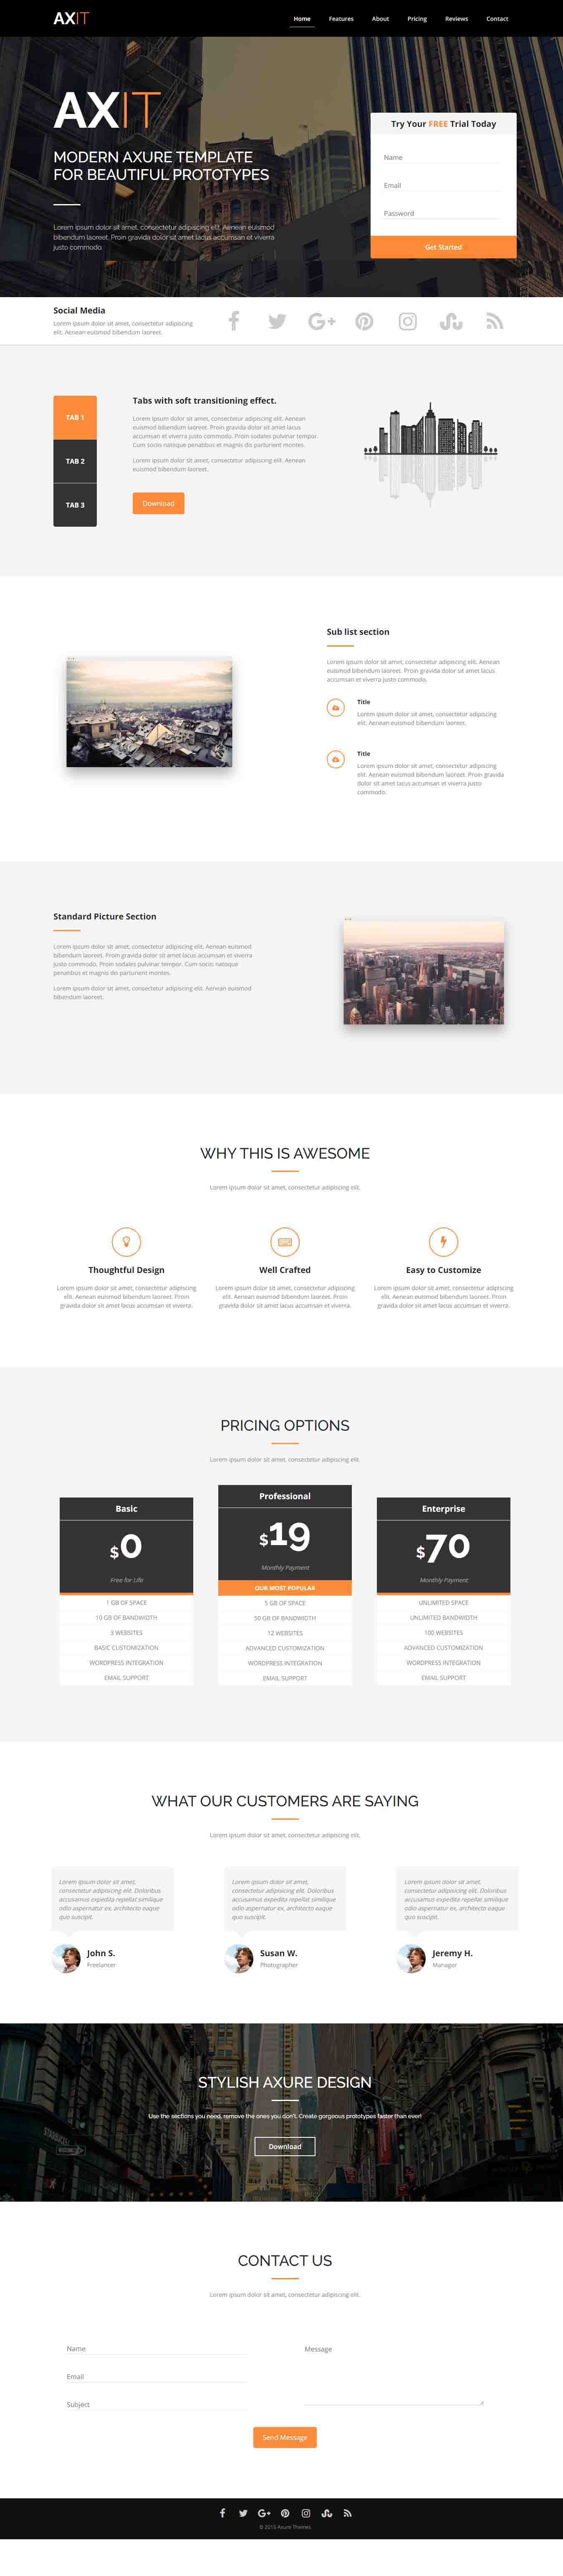 AXIT
Home Features About Pricing Reviews Contact
AXIT
MODERN AXURE TEMPLATE
FOR BEAUTIFUL PROTOTYPES
Lorem ipsum dolor sit amet, consectetur adipiscing elit. Aenean euismod
bibendum laoreet. Proin gravida dolor sit amet lacus accumsan et viverra
justo commodo.
Try Your FREE Trial Today
Name
Email
Password
Get Started
Social Media
Lorem ipsum dolor sit amet, consectetur adipiscing
elit. Aenean euismod bibendum laoreet.
TAB 1
TAB 2
TAB 3
Tabs with soft transitioning effect.
Lorem ipsum dolor sit amet, consectetur adipiscing elit. Aenean
euismod bibendum laoreet. Proin gravida dolor sit amet lacus
accumsan et viverra justo commodo. Proin sodales pulvinar tempor.
Cum sociis natoque penatibus et magnis dis parturient montes.
Lorem ipsum dolor sit amet, consectetur adipiscing elit. Aenean
euismod bibendum laoreet.
Download
Sub list section
Lorem ipsum dolor sit amet, consectetur adipiscing elit. Aenean
euismod bibendum laoreet. Proin gravida dolor sit amet lacus
accumsan et viverra justo commodo.
Title
Lorem ipsum dolor sit amet, consectetur adipiscing
elit. Aenean euismod bibendum laoreet.
Title
Lorem ipsum dolor sit amet, consectetur adipiscing
elit. Aenean euismod bibendum laoreet. Proin gravida
dolor sit amet lacus accumsan et viverra justo
commodo.
Standard Picture Section
Lorem ipsum dolor sit amet, consectetur adipiscing elit. Aenean euismod
bibendum laoreet. Proin gravida dolor sit amet lacus accumsan et viverra
justo commodo. Proin sodales pulvinar tempor. Cum sociis natoque
penatibus et magnis dis parturient montes.
Lorem ipsum dolor sit amet, consectetur adipiscing elit. Aenean euismod
bibendum laoreet.
WHY THIS IS AWESOME
Lorem ipsum dolor sit amet, consectetur adipiscing elit.
Thoughtful Design
Lorem ipsum dolor sit amet, consectetur adipiscing
elit. Aenean euismod bibendum laoreet. Proin
gravida dolor sit amet lacus accumsan et viverra.
Well Crafted
Lorem ipsum dolor sit amet, consectetur adipiscing
elit. Aenean euismod bibendum laoreet. Proin
gravida dolor sit amet lacus accumsan et viverra.
Easy to Customize
Lorem ipsum dolor sit amet, consectetur adipiscing
elit. Aenean euismod bibendum laoreet. Proin
gravida dolor sit amet lacus accumsan et viverra.
PRICING OPTIONS
Lorem ipsum dolor sit amet, consectetur adipiscing elit.
Basic
$0
Free for Life
1 GB OF SPACE
10 GB OF BANDWIDTH
3 WEBSITES
BASIC CUSTOMIZATION
WORDPRESS INTEGRATION
EMAIL SUPPORT
Professional
$19
Monthly Payment
OUR MOST POPULAR
5 GB OF SPACE
50 GB OF BANDWIDTH
12 WEBSITES
ADVANCED CUSTOMIZATION
WORDPRESS INTEGRATION
EMAIL SUPPORT
Enterprise
$70
Monthly Payment
UNLIMITED SPACE
UNLIMITED BANDWIDTH
100 WEBSITES
ADVANCED CUSTOMIZATION
WORDPRESS INTEGRATION
EMAIL SUPPORT
WHAT OUR CUSTOMERS ARE SAYING
Lorem ipsum dolor sit amet, consectetur adipiscing elit.
Lorem ipsum dolor sit amet,
consectetur adipisicing elit. Doloribus
accusamus expedita repellat similique
odio aspernatur ex, architecto eaque
quo suscipit.
John S.
Freelancer
Lorem ipsum dolor sit amet,
consectetur adipisicing elit. Doloribus
accusamus expedita repellat similique
odio aspernatur ex, architecto eaque
quo suscipit.
Susan W.
Photographer
Lorem ipsum dolor sit amet,
consectetur adipisicing elit. Doloribus
accusamus expedita repellat similique
odio aspernatur ex, architecto eaque
quo suscipit.
Jeremy H.
Manager
STYLISH AXURE DESIGN
Use the sections you need, remove the ones you don't. Create gorgeous prototypes faster than ever!
Download
CONTACT US
Lorem ipsum dolor sit amet, consectetur adipiscing elit.
Name
Email
Subject
Message
Send Message
© 2015 Axure Themes